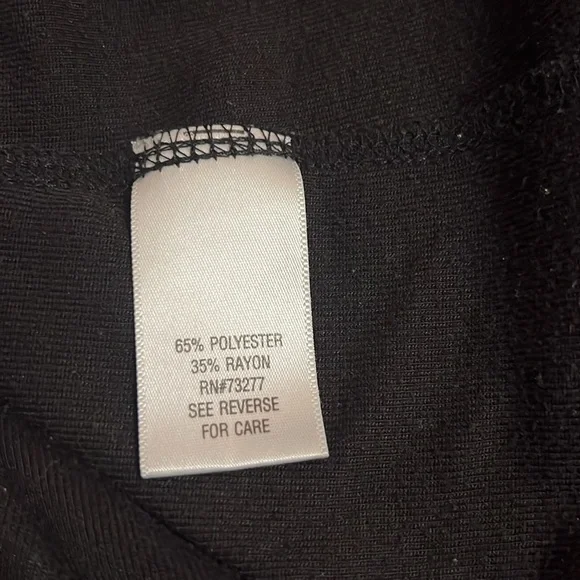 65% POLYESTER
35% RAYON
RN#73277
SEE REVERSE
FOR CARE